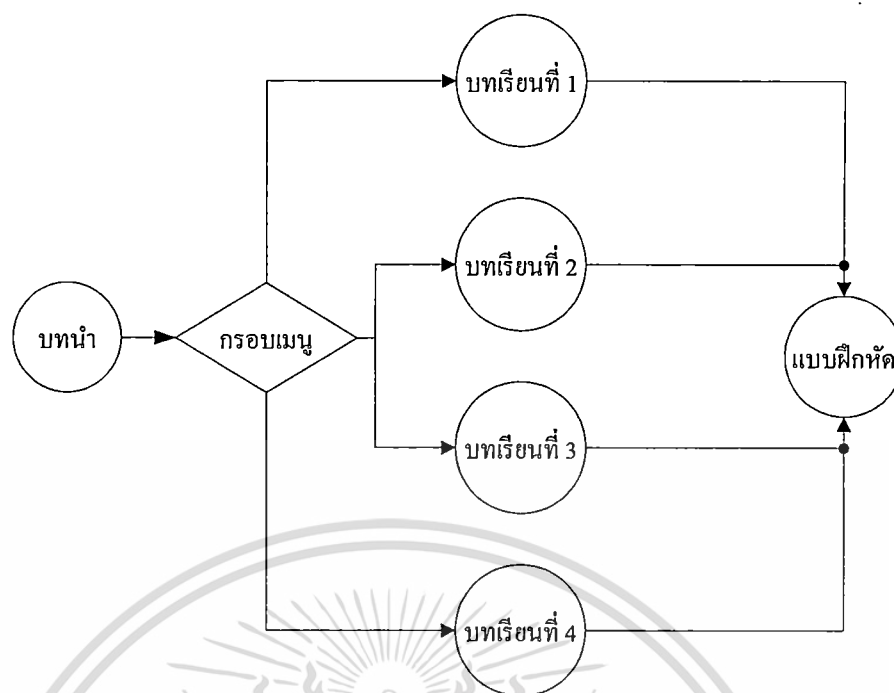 บทเรียนที่ 1
บทเรียนที่ 2
บทนำ
กรอบเมนู
แบบฝึกหัด
บทเรียนที่ 3
บทเรียนที่ 4